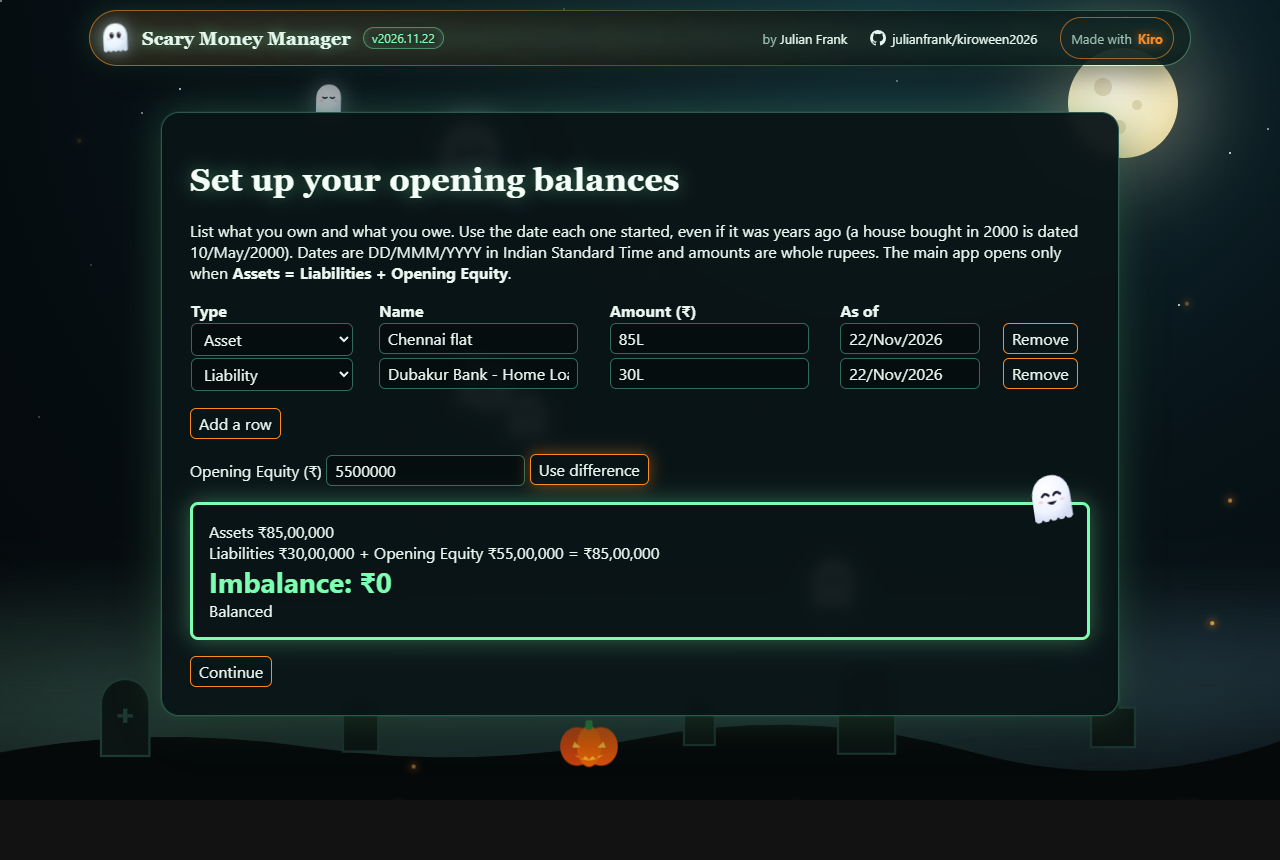 Scary Money Manager v2026.11.22 by Julian Frank julianfrank/kiroween2026 Made with Kiro
Set up your opening balances
List what you own and what you owe. Use the date each one started, even if it was years ago (a house bought in 2000 is dated
10/May/2000). Dates are DD/MMM/YYYY in Indian Standard Time and amounts are whole rupees. The main app opens only
when Assets = Liabilities + Opening Equity.
Type Name Amount (₹) As of
Asset Chennai flat 85L 22/Nov/2026 Remove
Liability Dubakur Bank - Home 30L 22/Nov/2026 Remove
Add a row
Opening Equity (₹) 5500000 Use difference
Assets ₹85,00,000
Liabilities ₹30,00,000 + Opening Equity ₹55,00,000 = ₹85,00,000
Imbalance: ₹0
Balanced
Continue